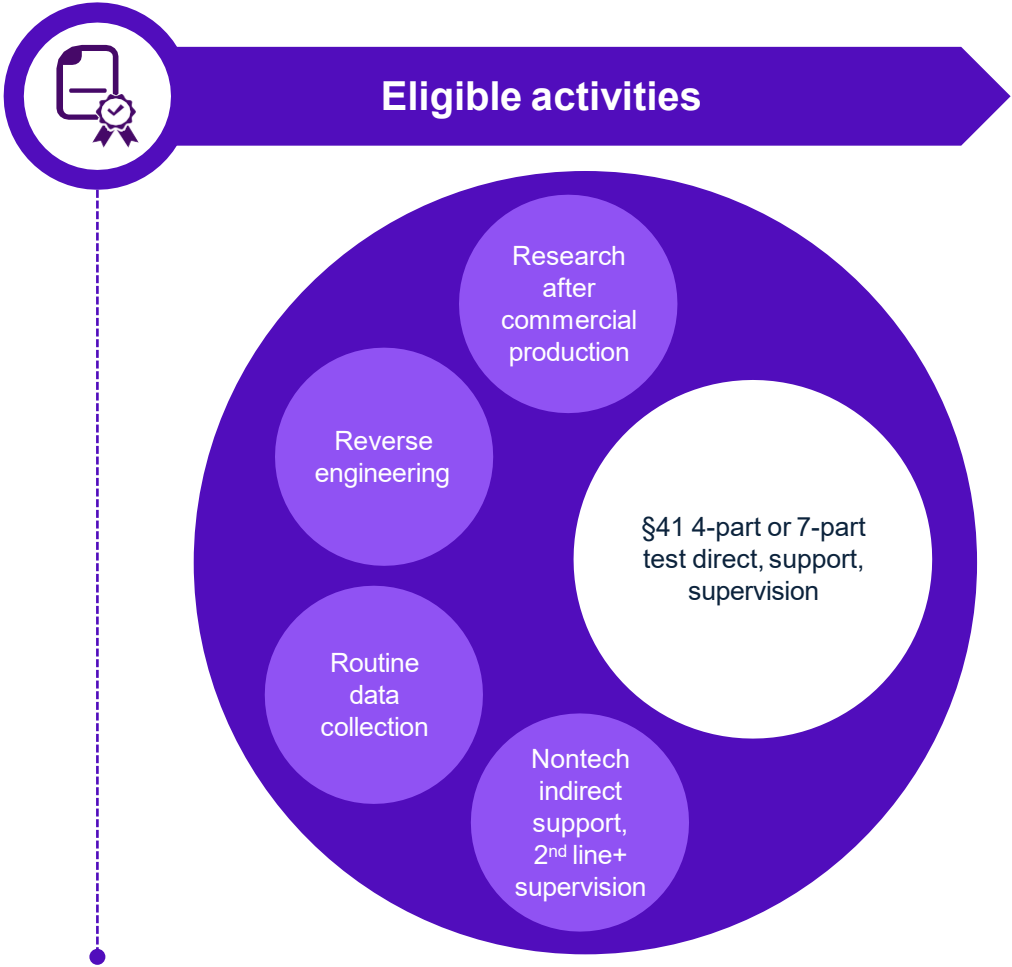 Eligible activities
Research
after
commercial
production
Reverse
engineering
§41 4-part or 7-part
test direct, support,
supervision
Routine
data
collection
Nontech
indirect
support,
2nd line+
supervision